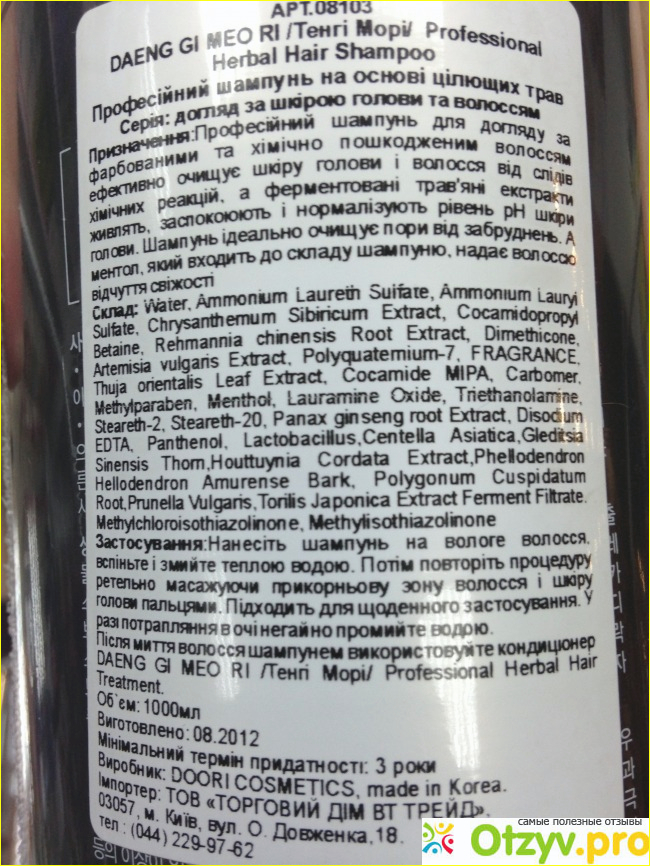 АРТ.08103
DAENG GI MEO RI /Тенгі Морі/ Professional
Herbal Hair Shampoo
Професійний шампунь на основі цілющих трав
Серія: догляд за шкірою голови та волоссям
Призначення:Професійний шампунь для догляду за
фарбованими та хімічно пошкодженим волоссям
ефективно очищує шкіру голови і волосся від слідів
хімічних реакцій, а ферментовані трав'яні екстракти
живлять, заспокоюють і нормалізують рівень pH шкіри
голови. Шампунь ідеально очищує пори від забруднень. А
ментол, який входить до складу шампуню, надає волоссю
відчуття свіжості
Склад: Water, Ammonium Laureth Sulfate, Ammonium Lauryl
Sulfate, Chrysanthemum Sibiricum Extract, Cocamidopropyl
Betaine, Rehmannia chinensis Root Extract, Dimethicone,
Artemisia vulgaris Extract, Polyquaternium-7, FRAGRANCE,
Thuja orientalis Leaf Extract, Cocamide MIPA, Carbomer,
Methylparaben, Menthol, Lauramine Oxide, Triethanolamine,
Steareth-2, Steareth-20, Panax ginseng root Extract, Disodium
EDTA, Panthenol, Lactobacillus,Centella Asiatica,Gleditsia
Sinensis Thorn,Houttuynia Cordata Extract,Phellodendron
Hellodendron Amurense Bark, Polygonum Cuspidatum
Root,Prunella Vulgaris,Torilis Japonica Extract Ferment Filtrate.
Methylchloroisothiazolinone, Methylisothiazolinone
Застосування:Нанесіть шампунь на вологе волосся,
вспіньте і змийте теплою водою. Потім повторіть процедуру
ретельно масажуючи прикорньову зону волосся і шкіру
голови пальцями. Підходить для щоденного застосування. У
разі потрапляння в очі негайно промийте водою.
Після миття волосся шампунем використовуйте кондиціонер
DAENG GI MEO RI /Тенгі Морі/ Professional Herbal Hair
Treatment.
Об`єм: 1000мл
Виготовлено: 08.2012
Мінімальний термін придатності: 3 роки
Виробник: DOORI COSMETICS, made in Korea.
Імпортер: ТОВ «ТОРГОВИЙ ДІМ ВТ ТРЕЙД»,
03057, м. Київ, вул. О. Довженка,18.
тел.: (044) 229-97-62
самые полезные отзывы
Otzyv.pro